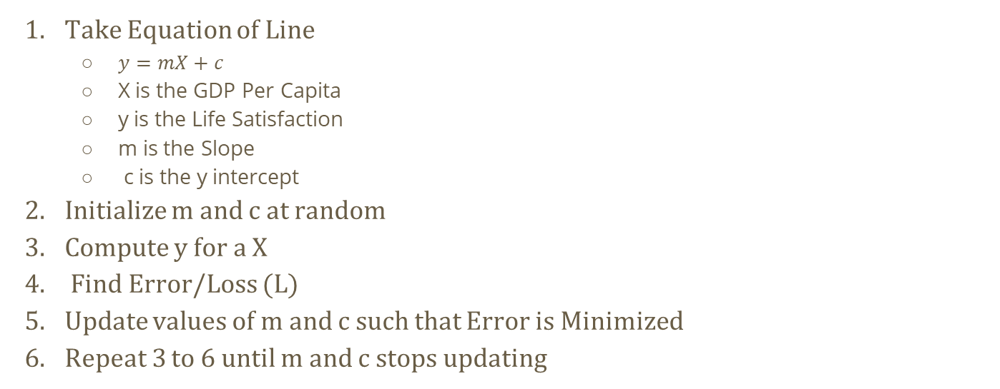 1. Take Equation of Line
○ y = mX + c
○ X is the GDP Per Capita
○ y is the Life Satisfaction
○ m is the Slope
○ c is the y intercept
2. Initialize m and c at random
3. Compute y for a X
4. Find Error/Loss (L)
5. Update values of m and c such that Error is Minimized
6. Repeat 3 to 6 until m and c stops updating